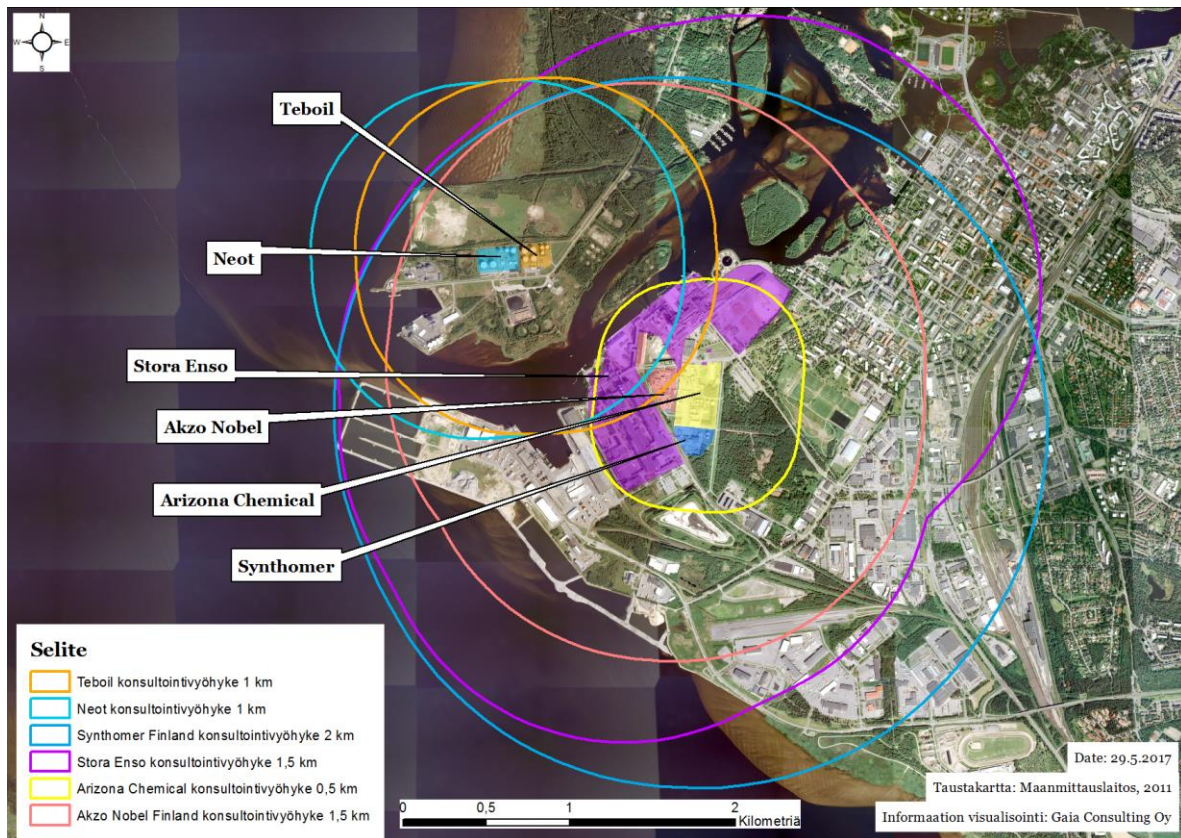 N
W
E
S
Teboil
Neot
Stora Enso
Akzo Nobel
Arizona Chemical
Synthomer
Selite
Teboil konsultointivyöhyke 1 km
Neot konsultointivyöhyke 1 km
Synthomer Finland konsultointivyöhyke 2 km
Stora Enso konsultointivyöhyke 1,5 km
Arizona Chemical konsultointivyöhyke 0,5 km
Akzo Nobel Finland konsultointivyöhyke 1,5 km
0 0,5 1 2
Kilometriä
Date: 29.5.2017
Taustakartta: Maanmittauslaitos, 2011
Informaation visualisointi: Gaia Consulting Oy